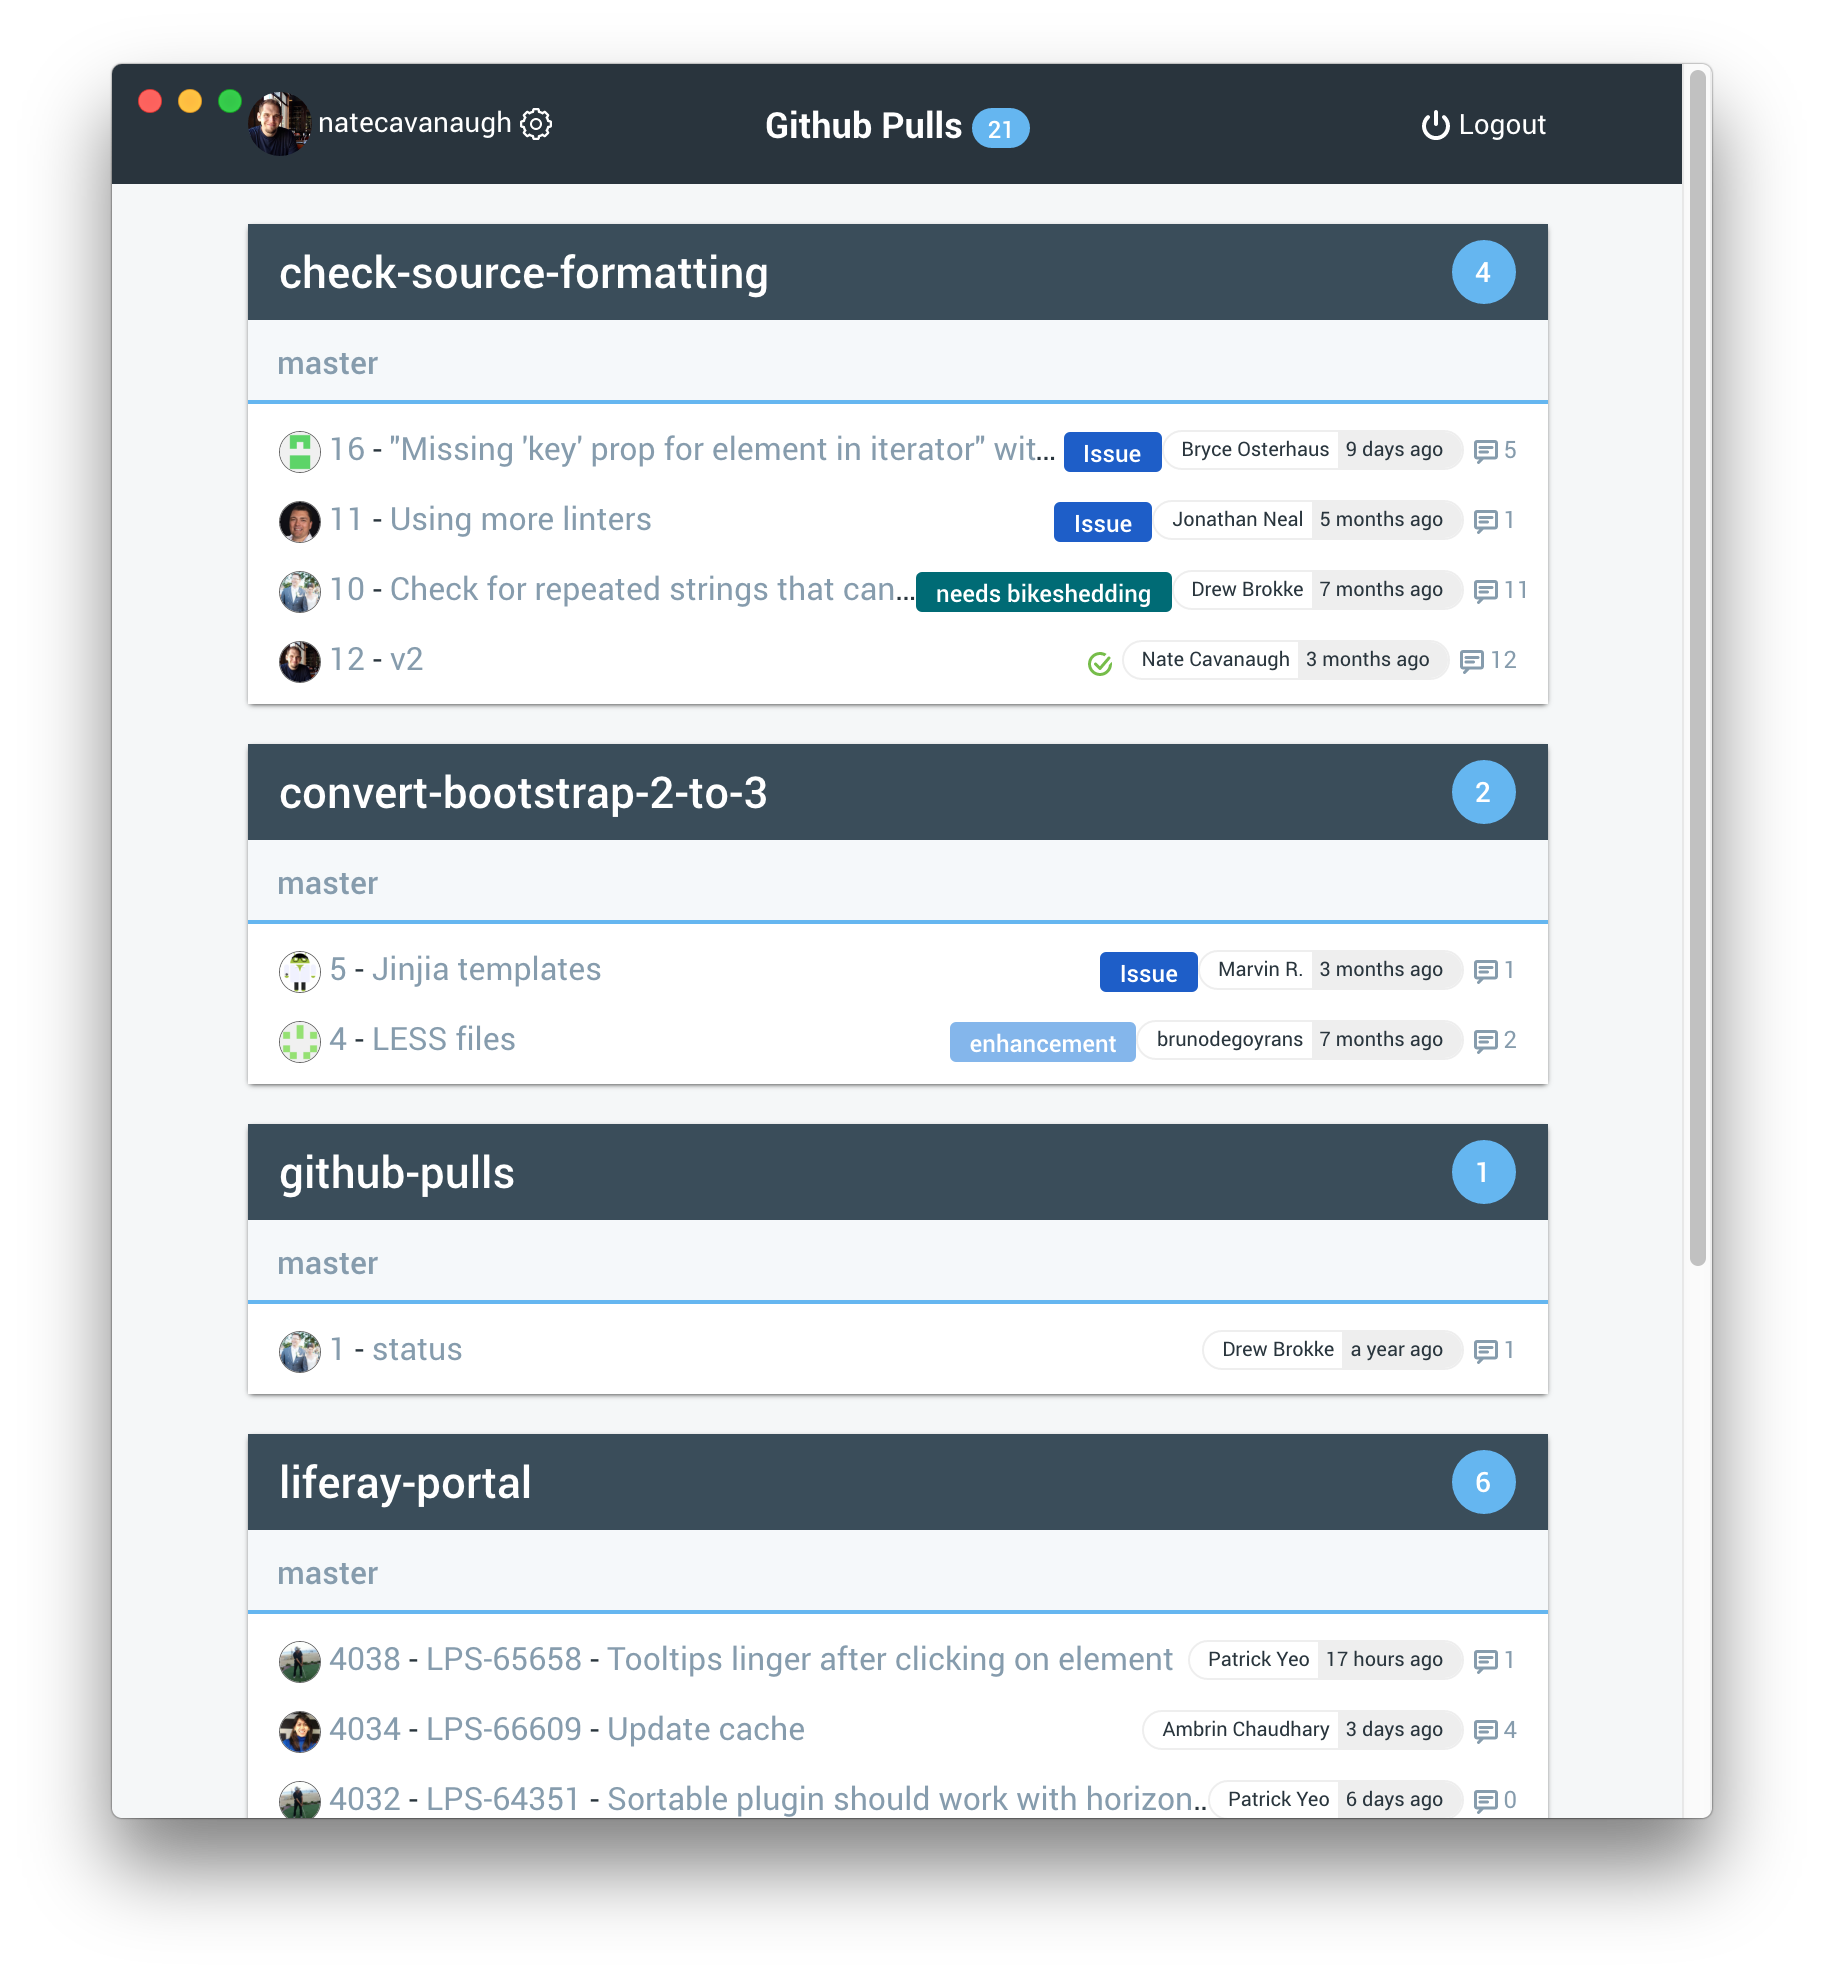 natecavanaugh Github Pulls 21 Logout
check-source-formatting 4
master
16 - "Missing 'key' prop for element in iterator" wit... Issue Bryce Osterhaus 9 days ago 5
11 - Using more linters Issue Jonathan Neal 5 months ago 1
10 - Check for repeated strings that can... needs bikeshedding Drew Brokke 7 months ago 11
12 - v2 Nate Cavanaugh 3 months ago 12
convert-bootstrap-2-to-3 2
master
5 - Jinjia templates Issue Marvin R. 3 months ago 1
4 - LESS files enhancement brunodegoyrans 7 months ago 2
github-pulls 1
master
1 - status Drew Brokke a year ago 1
liferay-portal 6
master
4038 - LPS-65658 - Tooltips linger after clicking on element Patrick Yeo 17 hours ago 1
4034 - LPS-66609 - Update cache Ambrin Chaudhary 3 days ago 4
4032 - LPS-64351 - Sortable plugin should work with horizon.. Patrick Yeo 6 days ago 0